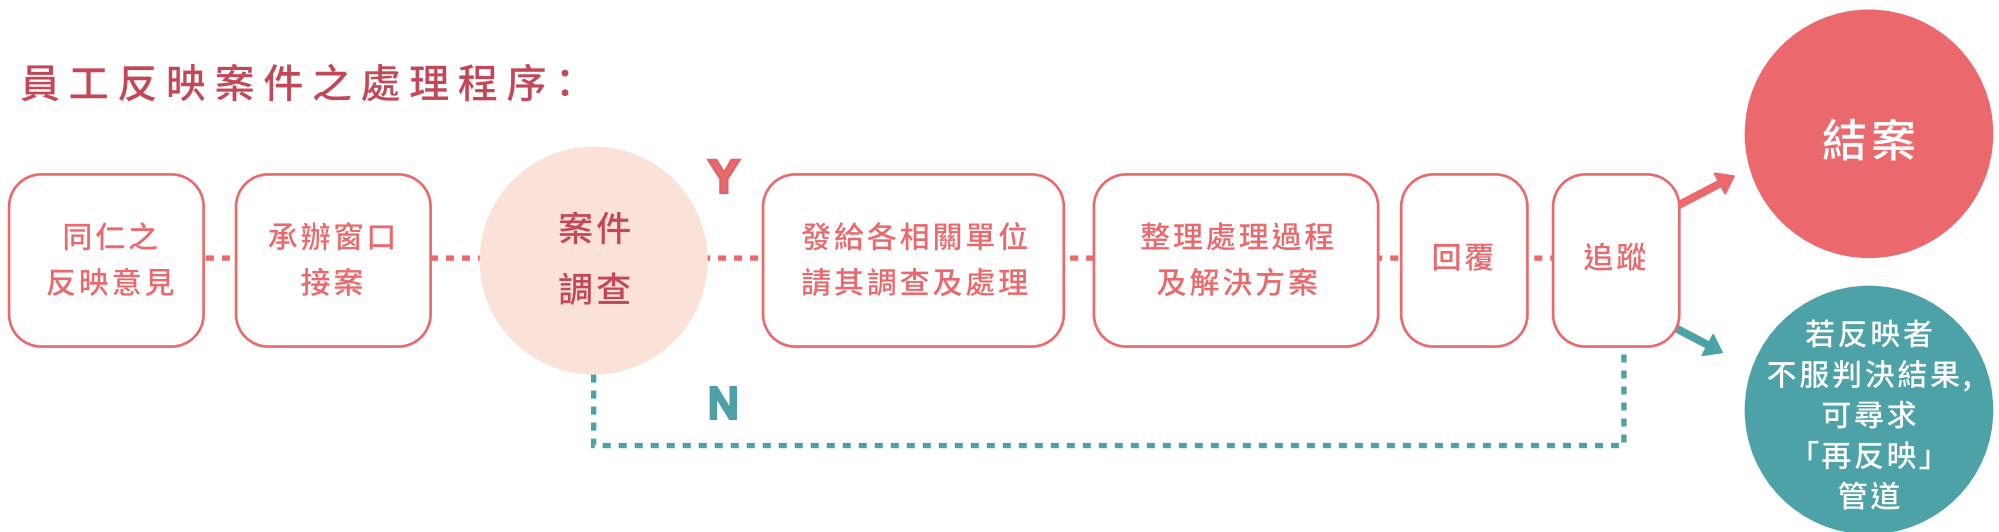 員工反映案件之處理程序：
同仁之
反映意見
承辦窗口
接案
案件
調查
Y
發給各相關單位
請其調查及處理
整理處理過程
及解決方案
回覆
追蹤
結案
N
若反映者
不服判決結果,
可尋求
「再反映」
管道